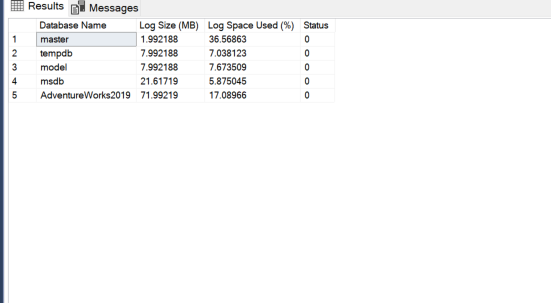 Results Messages
Database Name Log Size (MB) Log Space Used (%) Status
1 master 1.992188 36.56863 0
2 tempdb 7.992188 7.038123 0
3 model 7.992188 7.673509 0
4 msdb 21.61719 5.875045 0
5 AdventureWorks2019 71.99219 17.08966 0